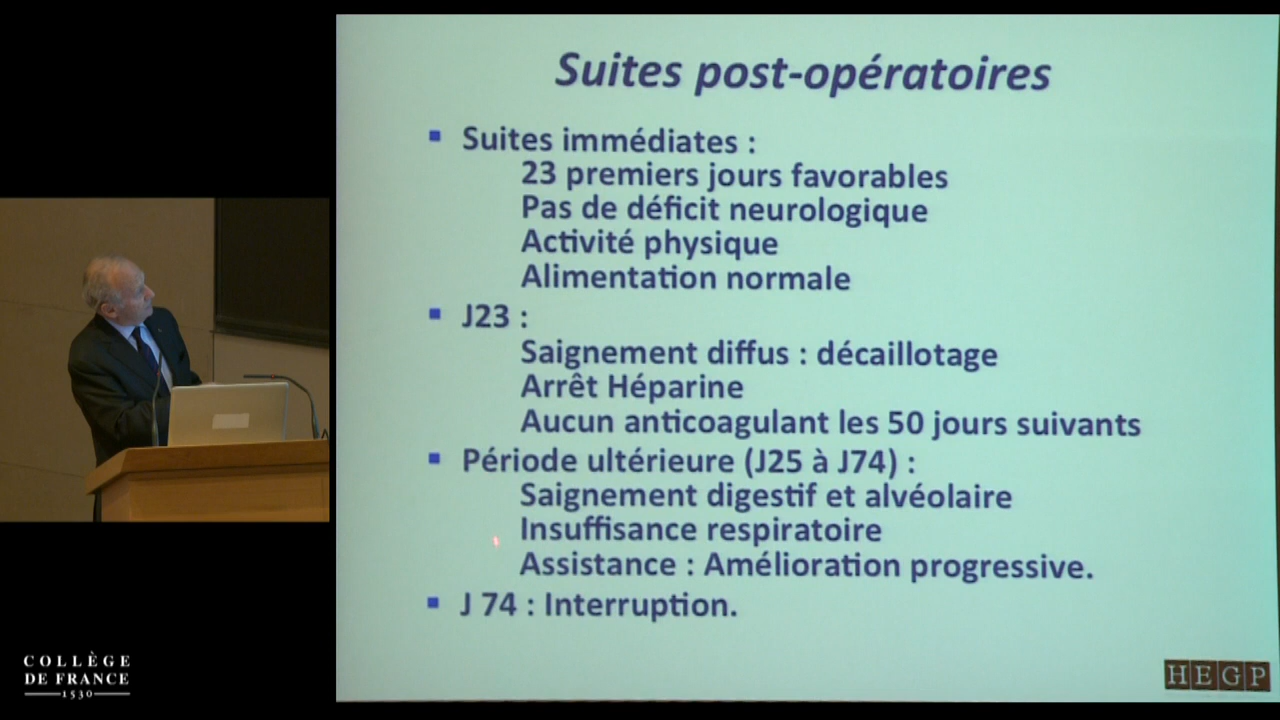 Suites post-opératoires
▪ Suites immédiates :
23 premiers jours favorables
Pas de déficit neurologique
Activité physique
Alimentation normale
▪ J23 :
Saignement diffus : décaillotage
Arrêt Héparine
Aucun anticoagulant les 50 jours suivants
▪ Période ultérieure (J25 à J74) :
Saignement digestif et alvéolaire
Insuffisance respiratoire
Assistance : Amélioration progressive.
▪ J 74 : Interruption.
COLLÈGE
DE FRANCE
1530
HEGP